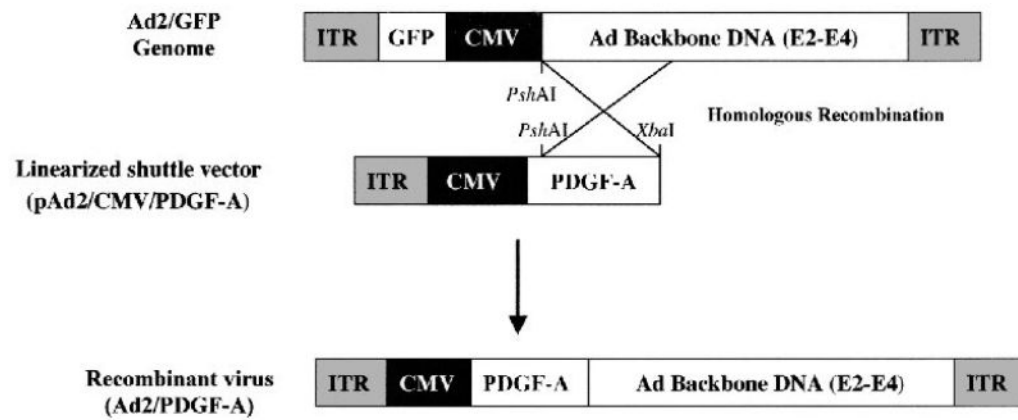 Ad2/GFP
Genome
ITR GFP CMV Ad Backbone DNA (E2-E4) ITR
PshAI
Homologous Recombination
PshAI XbaI
Linearized shuttle vector
(pAd2/CMV/PDGF-A)
ITR CMV PDGF-A
Recombinant virus
(Ad2/PDGF-A)
ITR CMV PDGF-A Ad Backbone DNA (E2-E4) ITR